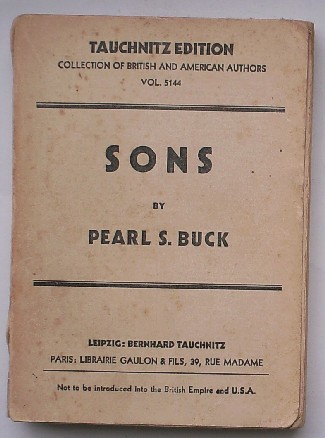 TAUCHNITZ EDITION
COLLECTION OF BRITISH AND AMERICAN AUTHORS
VOL. 5144
SONS
BY
PEARL S. BUCK
LEIPZIG: BERNHARD TAUCHNITZ
PARIS: LIBRAIRIE GAULON & FILS, 39, RUE MADAME
Not to be introduced into the British Empire and U.S.A.